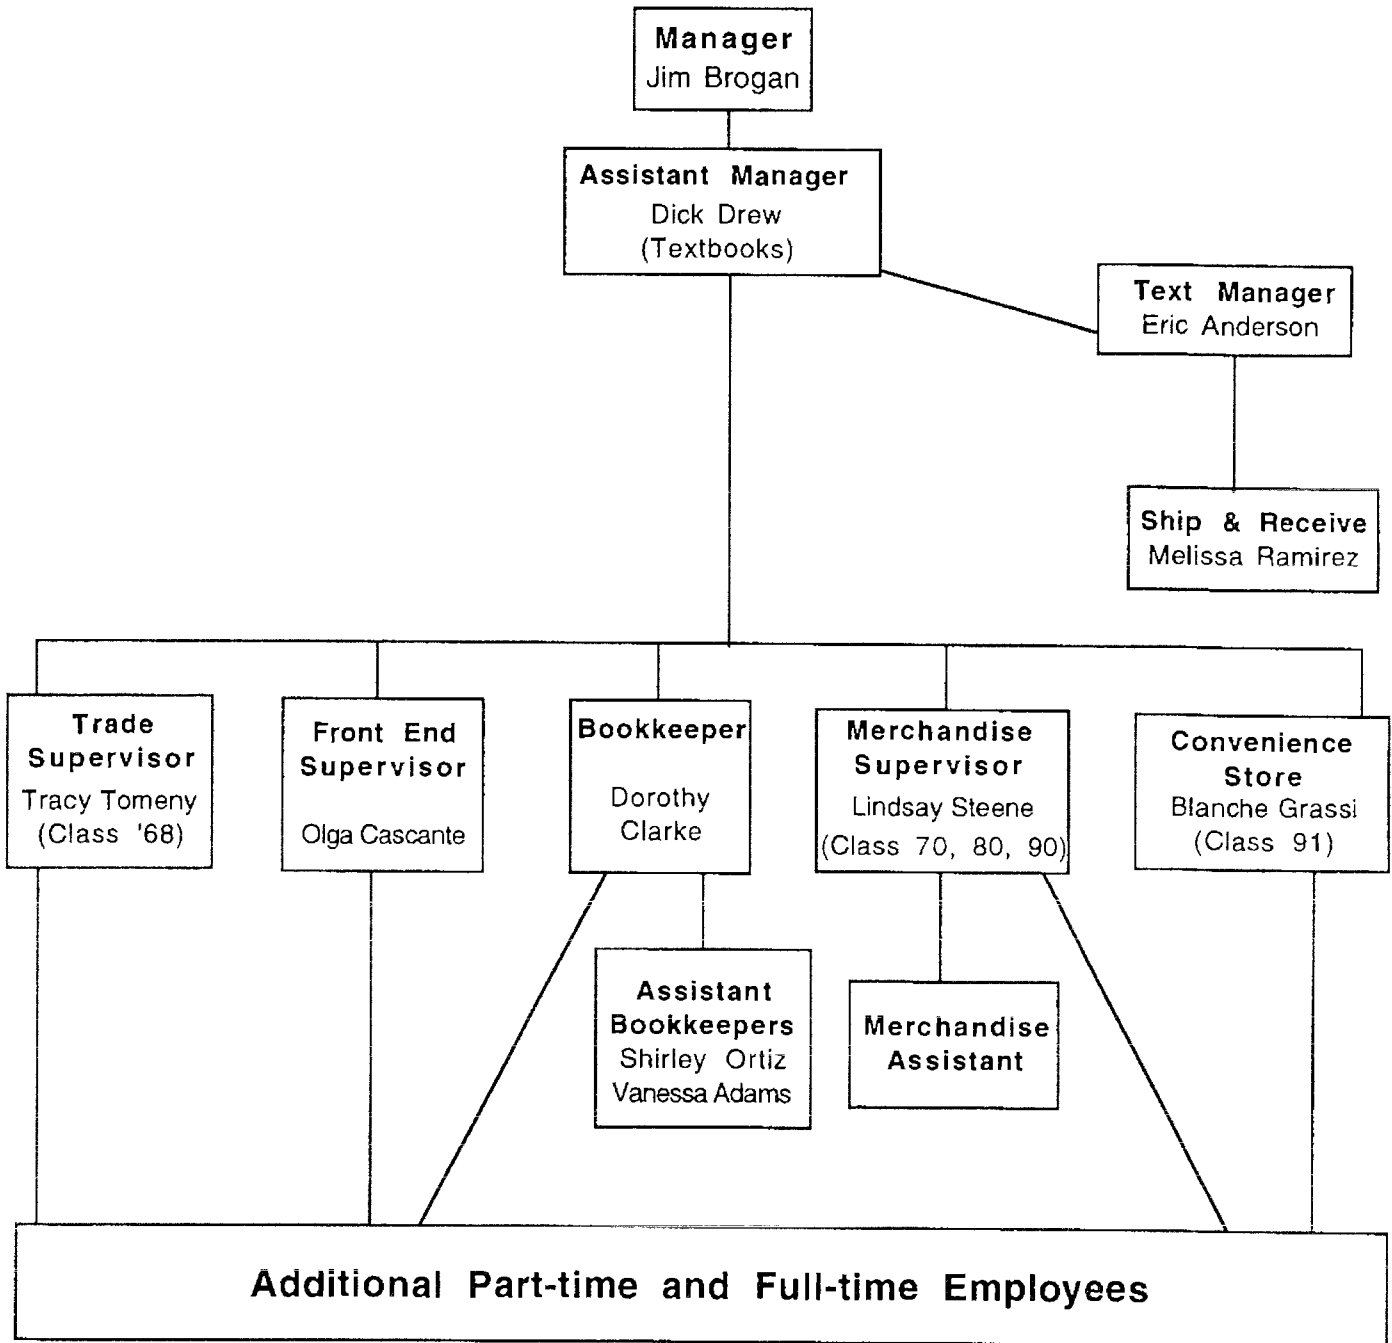 Manager
Jim Brogan
Assistant Manager
Dick Drew
(Textbooks)
Text Manager
Eric Anderson
Ship & Receive
Melissa Ramirez
Trade
Supervisor
Tracy Tomeny
(Class '68)
Front End
Supervisor
Olga Cascante
Bookkeeper
Dorothy
Clarke
Merchandise
Supervisor
Lindsay Steene
(Class 70, 80, 90)
Convenience
Store
Blanche Grassi
(Class 91)
Assistant
Bookkeepers
Shirley Ortiz
Vanessa Adams
Merchandise
Assistant
Additional Part-time and Full-time Employees